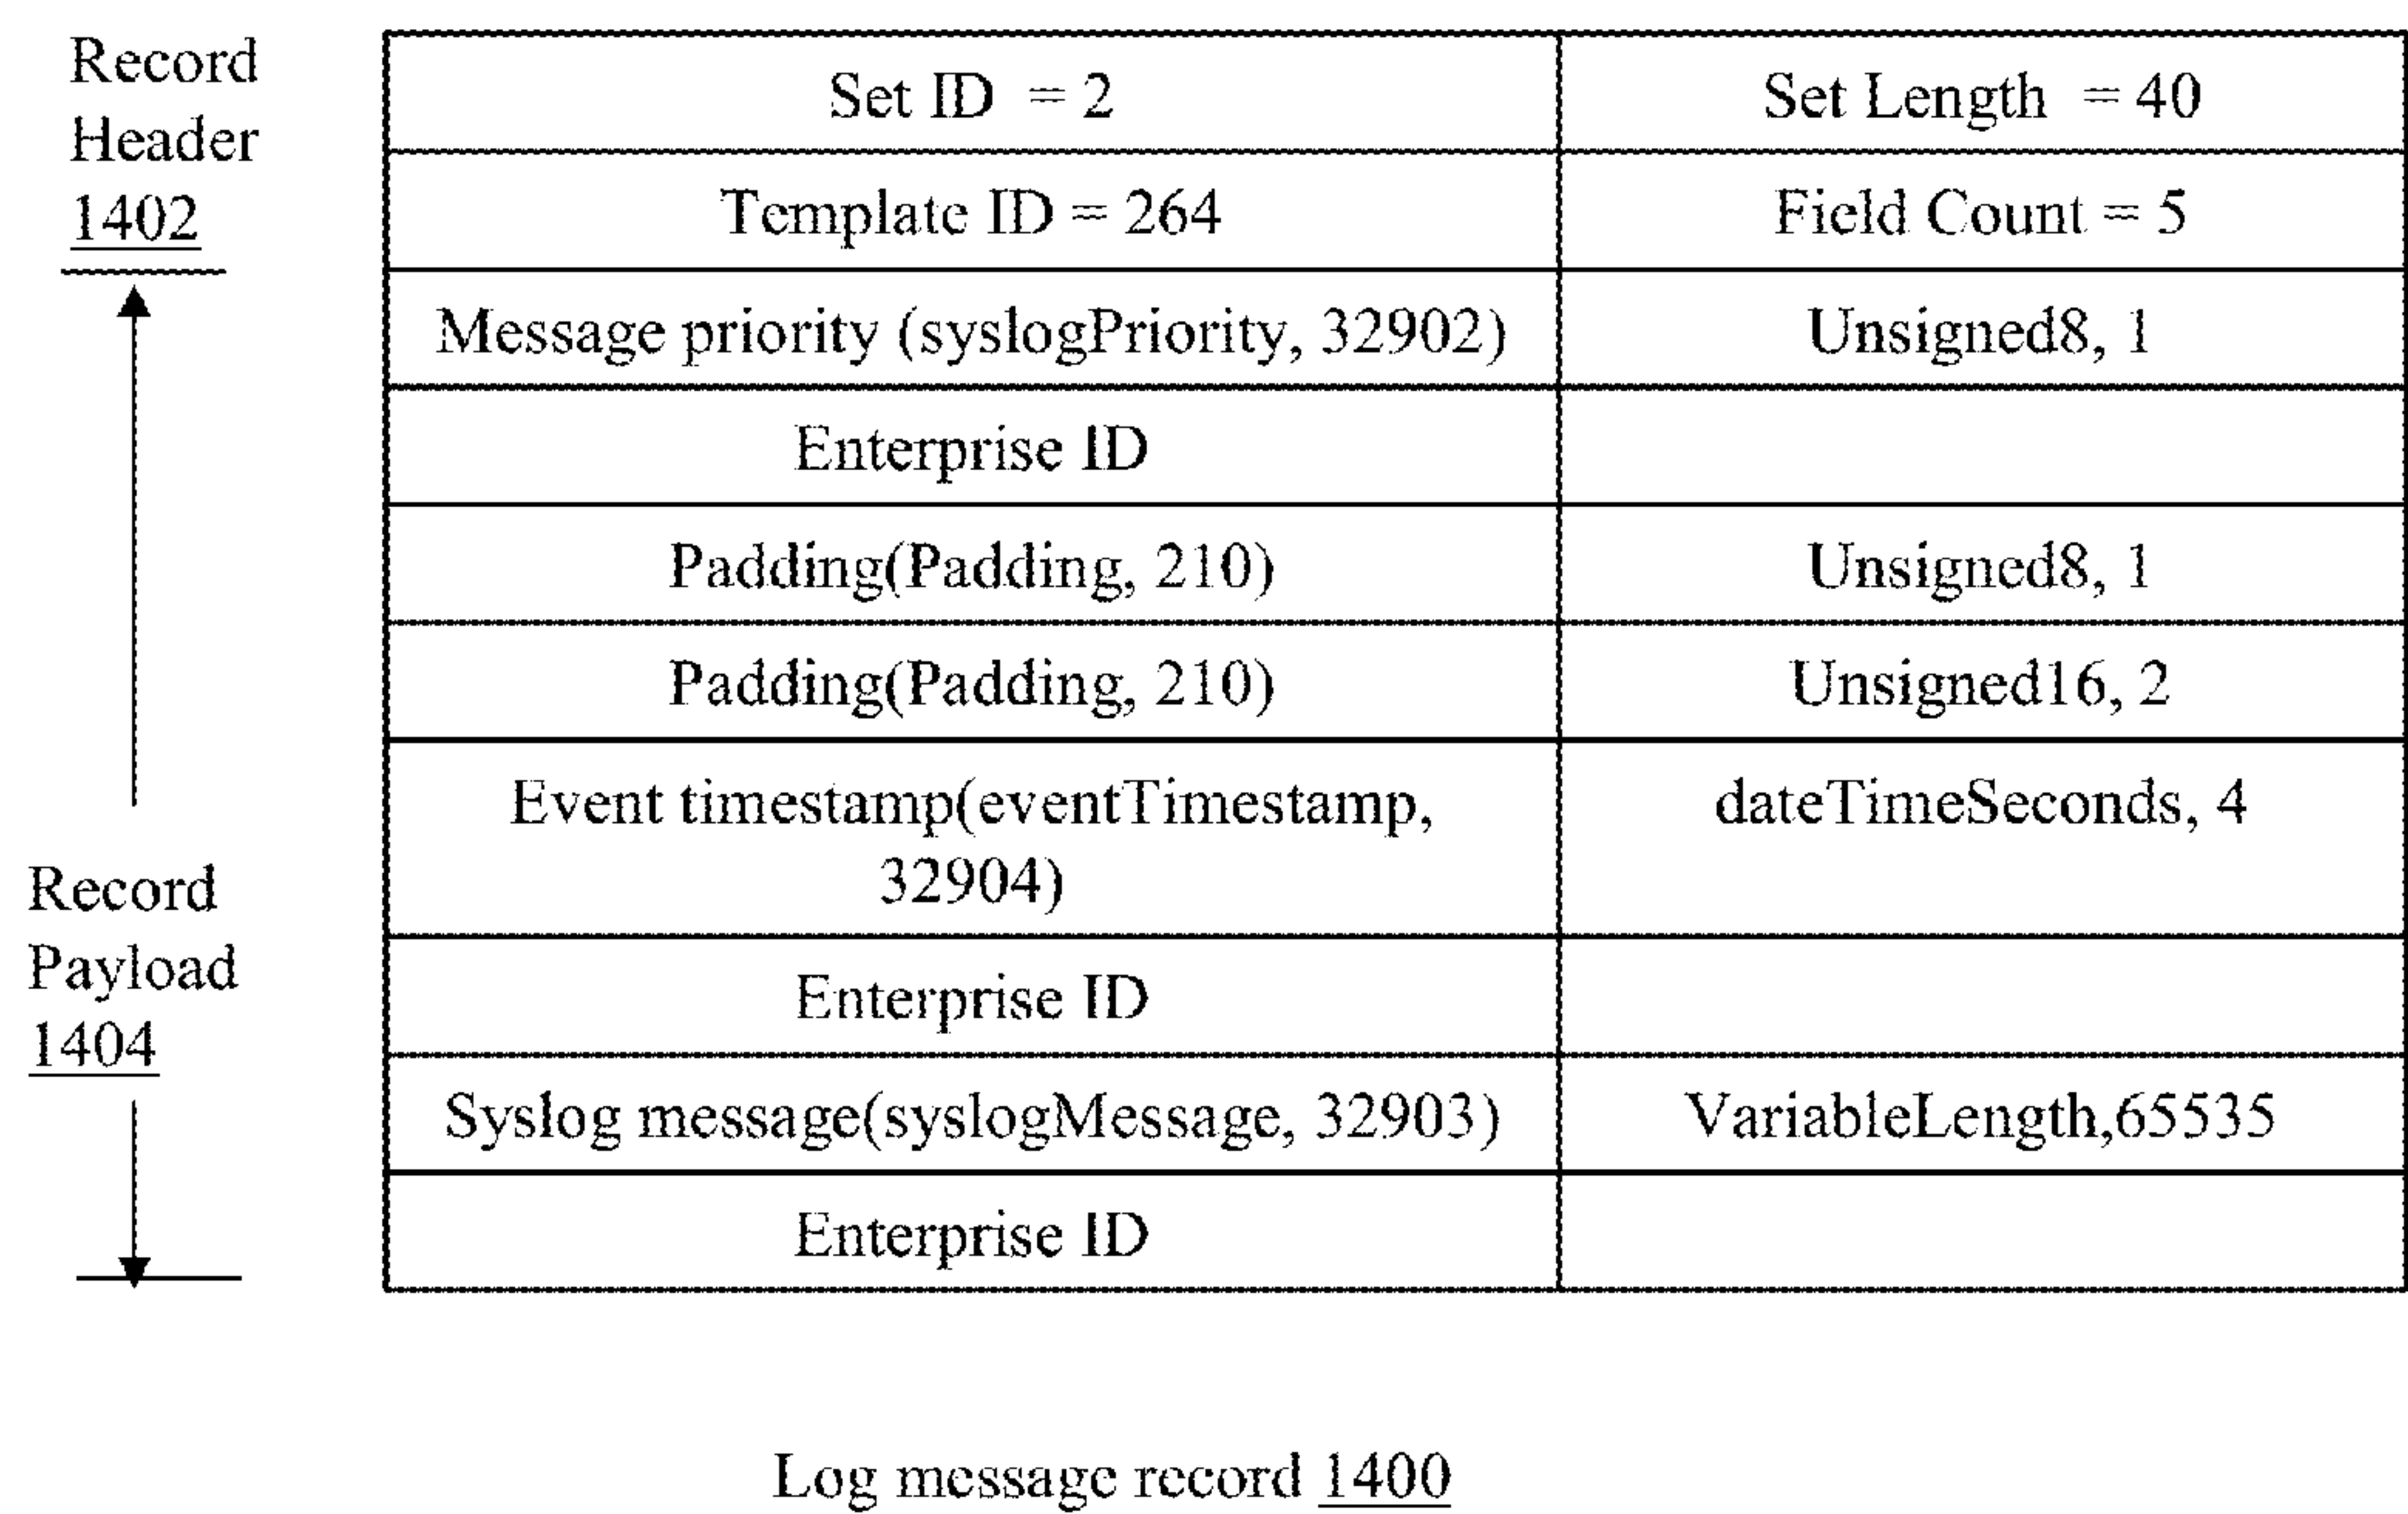 Record
Header
1402
Set ID = 2
Set Length = 40
Template ID = 264
Field Count = 5
Message priority (syslogPriority, 32902)
Unsigned8, 1
Enterprise ID
Padding(Padding, 210)
Unsigned8, 1
Padding(Padding, 210)
Unsigned16, 2
Event timestamp(eventTimestamp,
32904)
dateTimeSeconds, 4
Record
Payload
1404
Enterprise ID
Syslog message(syslogMessage, 32903)
VariableLength,65535
Enterprise ID
Log message record 1400